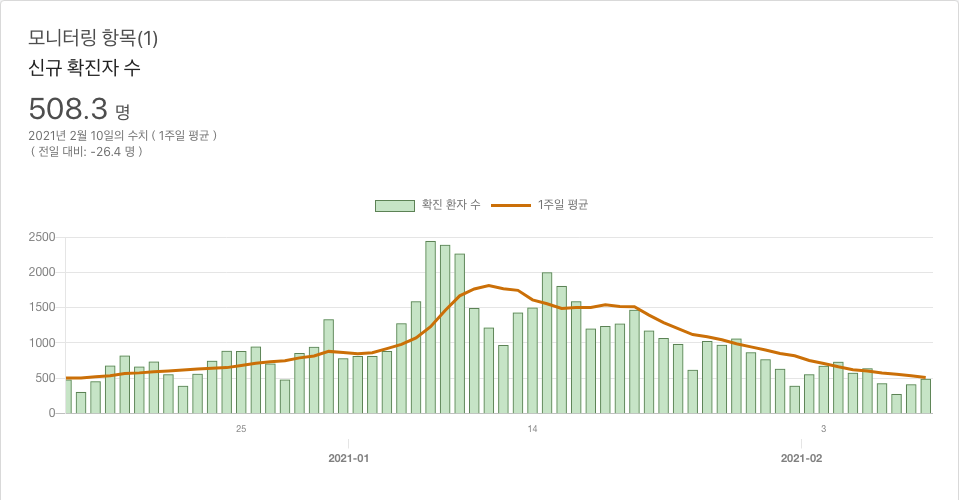 모니터링 항목(1)
신규 확진자 수
508.3 명
2021년 2월 10일의 수치 ( 1주일 평균 )
( 전일 대비: -26.4 명 )
확진 환자 수 1주일 평균
2500
2000
1500
1000
500
0
25 14 3
2021-01 2021-02